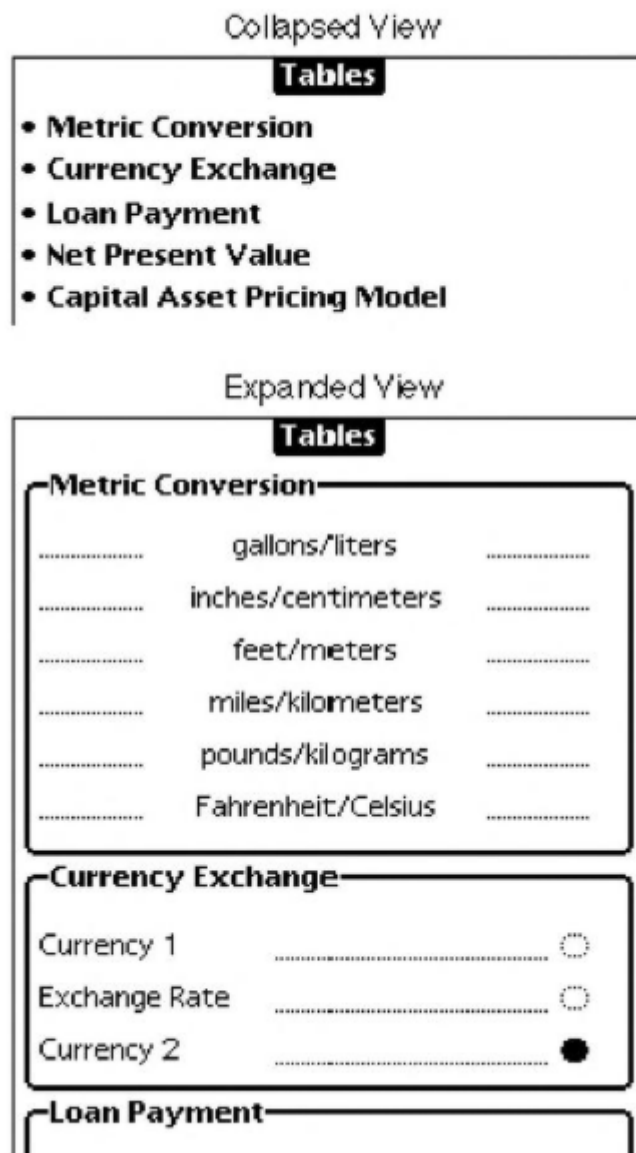 Collapsed View
Tables
• Metric Conversion
• Currency Exchange
• Loan Payment
• Net Present Value
• Capital Asset Pricing Model
Expanded View
Tables
Metric Conversion
gallons/liters
inches/centimeters
feet/meters
miles/kilometers
pounds/kilograms
Fahrenheit/Celsius
Currency Exchange
Currency 1
Exchange Rate
Currency 2
Loan Payment